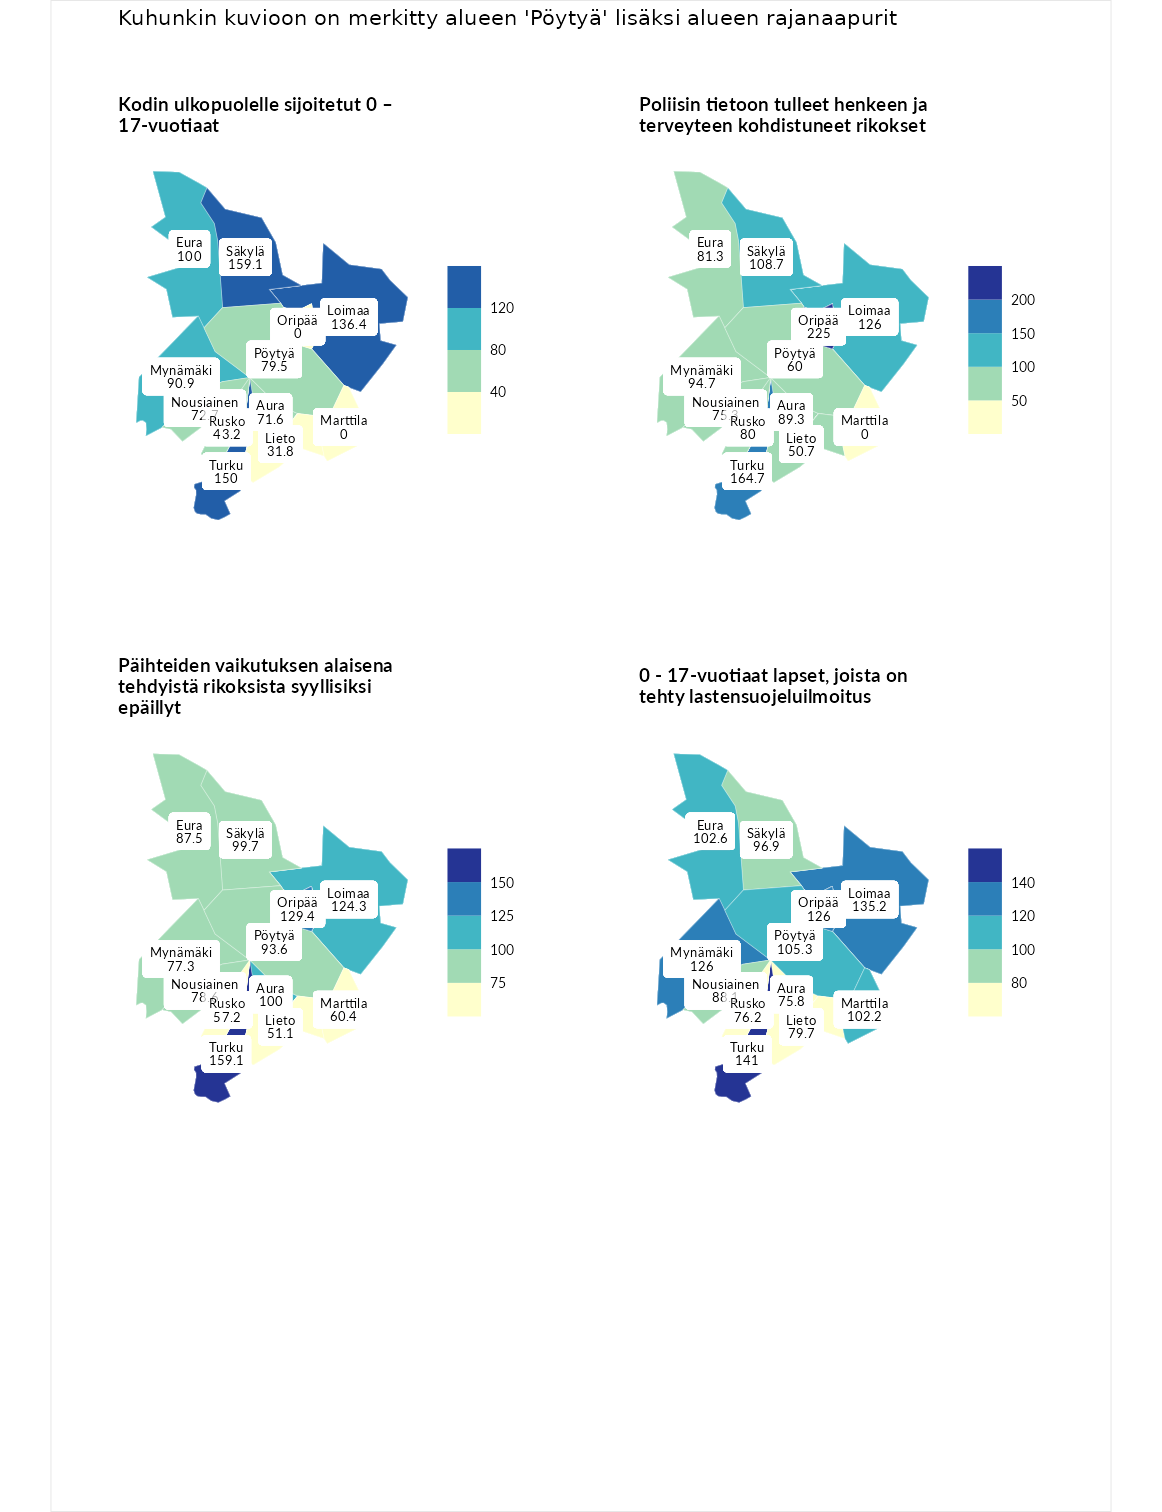 Kuhunkin kuvioon on merkitty alueen 'Pöytyä' lisäksi alueen rajanaapurit
Kodin ulkopuolelle sijoitetut 0 –
17-vuotiaat
Eura
100
Säkylä
159.1
Loimaa
136.4
Oripää
0
Pöytyä
79.5
Mynämäki
90.9
Nousiainen
72.7
Rusko
43.2
Aura
71.6
Marttila
0
Lieto
31.8
Turku
150
120
80
40
Poliisin tietoon tulleet henkeen ja
terveyteen kohdistuneet rikokset
Eura
81.3
Säkylä
108.7
Loimaa
126
Oripää
225
Pöytyä
60
Mynämäki
94.7
Nousiainen
Rusko
80
Aura
89.3
Marttila
0
Lieto
50.7
Turku
164.7
200
150
100
50
Päihteiden vaikutuksen alaisena
tehdyistä rikoksista syyllisiksi
epäillyt
Eura
87.5
Säkylä
99.7
Loimaa
124.3
Oripää
129.4
Pöytyä
93.6
Mynämäki
77.3
Nousiainen
Rusko
57.2
Aura
100
Marttila
60.4
Lieto
51.1
Turku
159.1
150
125
100
75
0 - 17-vuotiaat lapset, joista on
tehty lastensuojeluilmoitus
Eura
102.6
Säkylä
96.9
Loimaa
135.2
Oripää
126
Pöytyä
105.3
Mynämäki
126
Nousiainen
88.1
Rusko
76.2
Aura
75.8
Marttila
102.2
Lieto
79.7
Turku
141
140
120
100
80